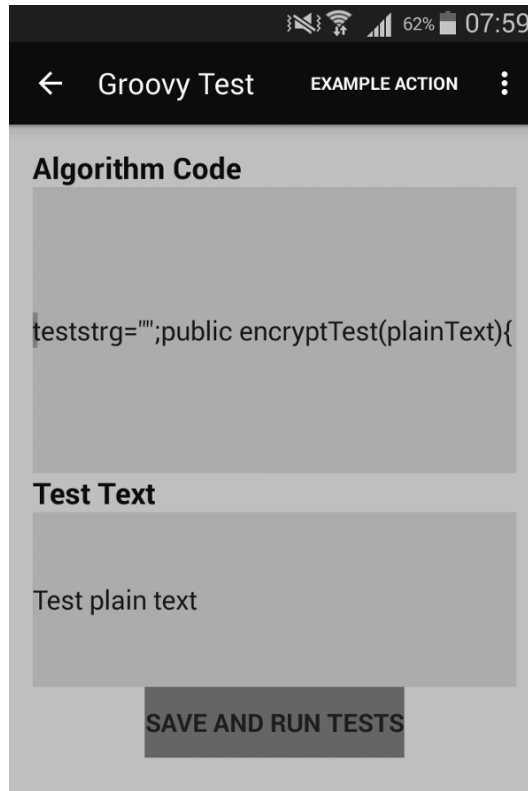 62% 07:59
Groovy Test EXAMPLE ACTION
Algorithm Code
teststrg="";public encryptTest(plainText){
Test Text
Test plain text
SAVE AND RUN TESTS